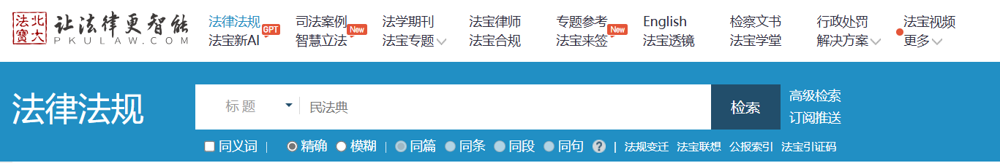 北大法寶 让法律更智能
PKULAW.COM
法律法规 司法案例 法学期刊 法宝律师 专题参考 English 检察文书 行政处罚 法宝视频
法宝新AI GPT 智慧立法 New 法宝专题 法宝合规 法宝来签 New 法宝透镜 法宝学堂 解决方案 更多
法律法规 标题 民法典 检索 高级检索
订阅推送
同义词 | 精确 模糊 | 同篇 同条 同段 同句 ? | 法规变迁 法宝联想 公报索引 法宝引证码